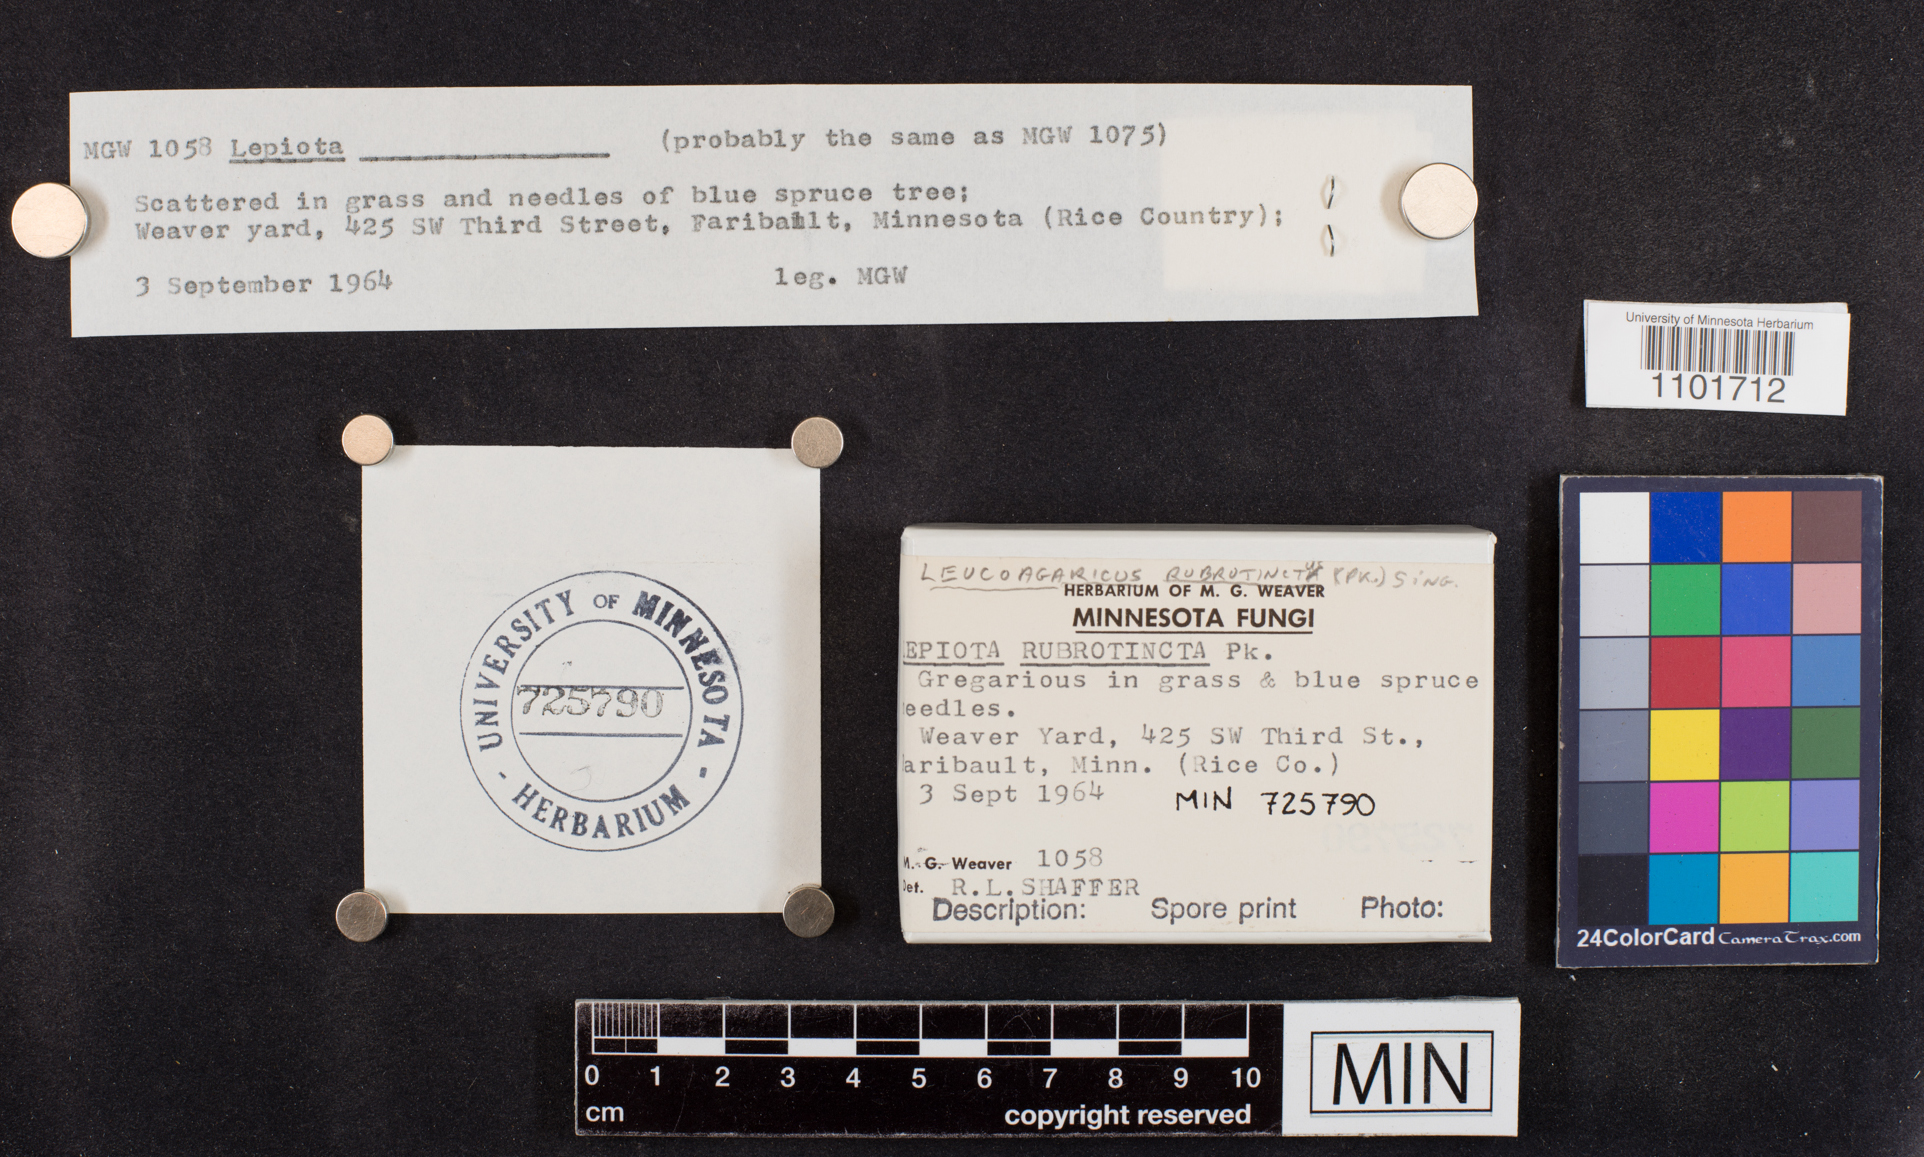 MGW 1058 Lepiota ____________ (probably the same as MGW 1075)
Scattered in grass and needles of blue spruce tree;
Weaver yard, 425 SW Third Street, Faribault, Minnesota (Rice Country);
3 September 1964 leg. MGW
University of Minnesota Herbarium
1101712
UNIVERSITY OF MINNESOTA
725790
- HERBARIUM -
LEUCOAGARICUS RUBROTINCTUS (PK.) SING.
HERBARIUM OF M. G. WEAVER
MINNESOTA FUNGI
EPIOTA RUBROTINCTA Pk.
Gregarious in grass & blue spruce
eedles.
Weaver Yard, 425 SW Third St.,
aribault, Minn. (Rice Co.)
3 Sept 1964 MIN 725790
M. G. Weaver 1058
Det. R.L.SHAFFER
Description: Spore print Photo:
24ColorCard CameraTrax.com
0 1 2 3 4 5 6 7 8 9 10
cm copyright reserved
MIN